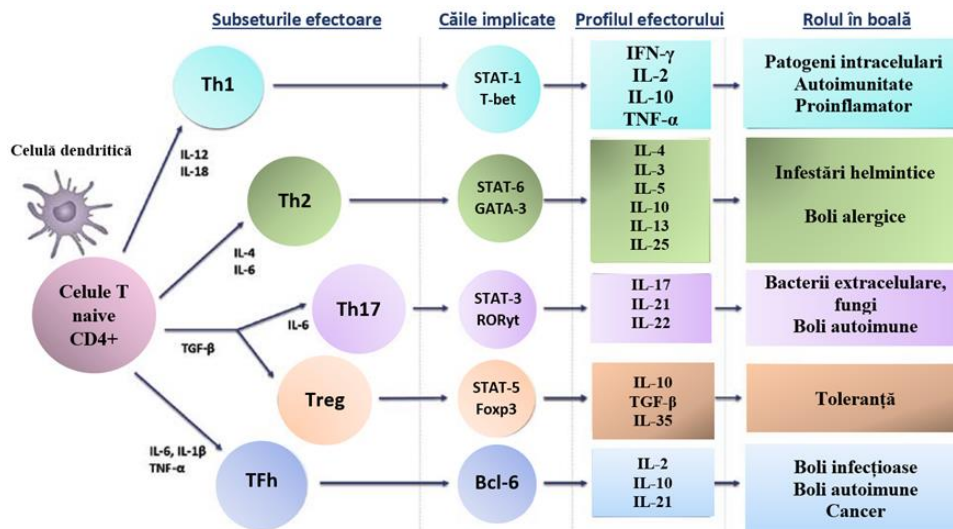 Subseturile efectoare
Căile implicate
Profilul efectorului
Rolul în boală
Celulă dendritică
Celule T
naive
CD4+
IL-12
IL-18
Th1
STAT-1
T-bet
IFN-γ
IL-2
IL-10
TNF-α
Patogeni intracelulari
Autoimunitate
Proinflamator
IL-4
IL-6
Th2
STAT-6
GATA-3
IL-4
IL-3
IL-5
IL-10
IL-13
IL-25
Infestări helmintice
Boli alergice
TGF-β
IL-6
Th17
STAT-3
RORyt
IL-17
IL-21
IL-22
Bacterii extracelulare,
fungi
Boli autoimune
Treg
STAT-5
Foxp3
IL-10
TGF-β
IL-35
Toleranță
IL-6, IL-1β
TNF-α
TFh
Bcl-6
IL-2
IL-10
IL-21
Boli infecțioase
Boli autoimune
Cancer